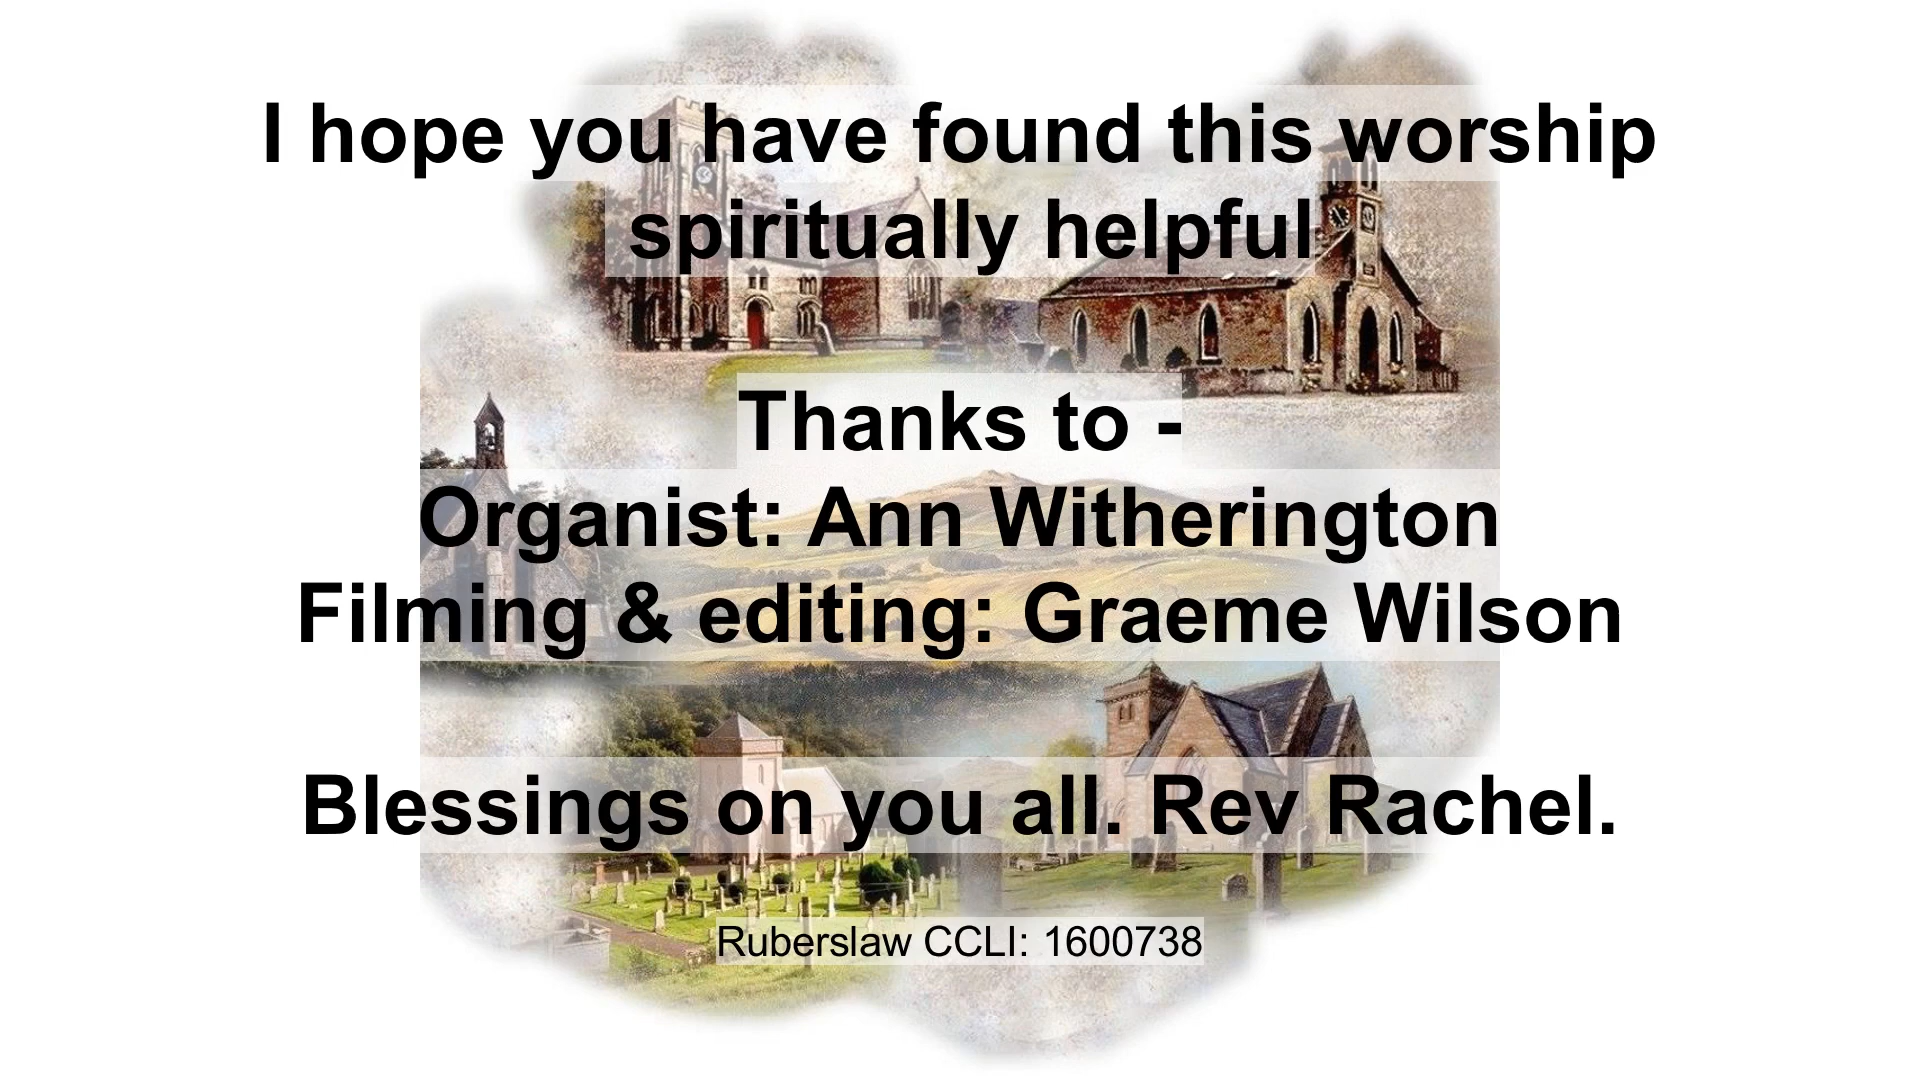 I hope you have found this worship
spiritually helpful
Thanks to -
Organist: Ann Witherington
Filming & editing: Graeme Wilson
Blessings on you all. Rev Rachel.
Ruberslaw CCLI: 1600738